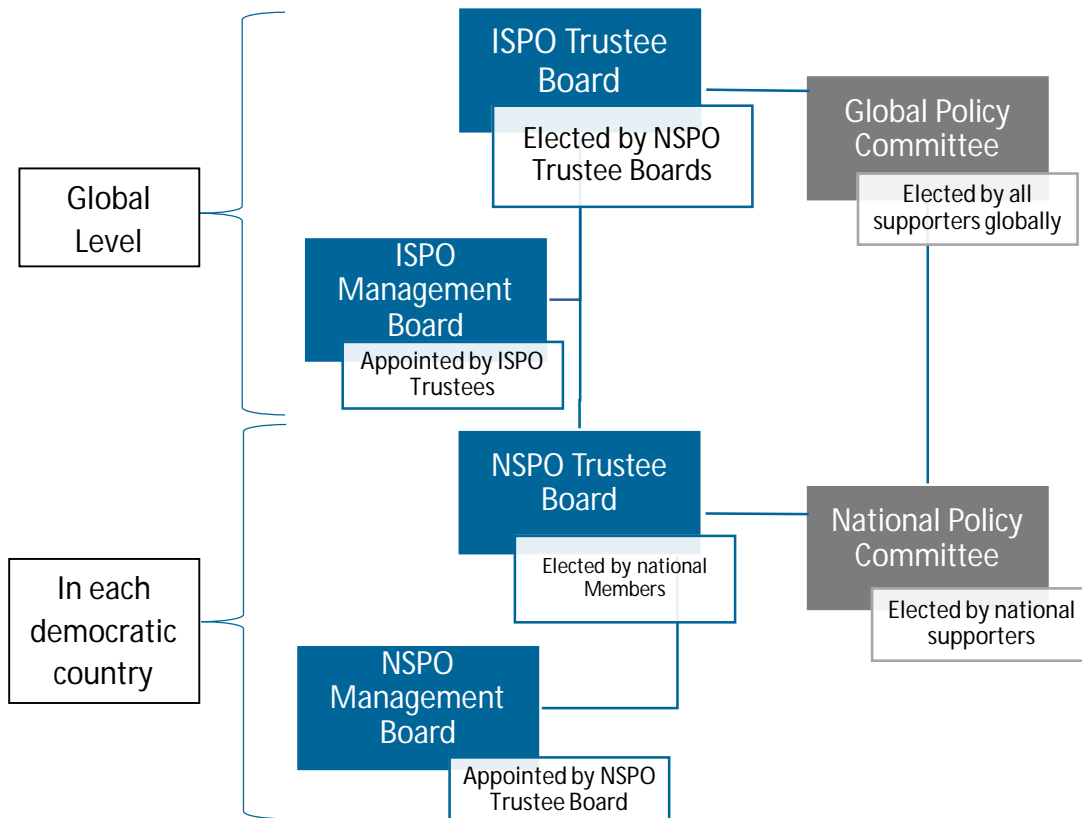 ISPO Trustee
Board
Elected by NSPO
Trustee Boards
Global Policy
Committee
Elected by all
supporters globally
Global
Level
ISPO
Management
Board
Appointed by ISPO
Trustees
NSPO Trustee
Board
Elected by national
Members
National Policy
Committee
Elected by national
supporters
In each
democratic
country
NSPO
Management
Board
Appointed by NSPO
Trustee Board